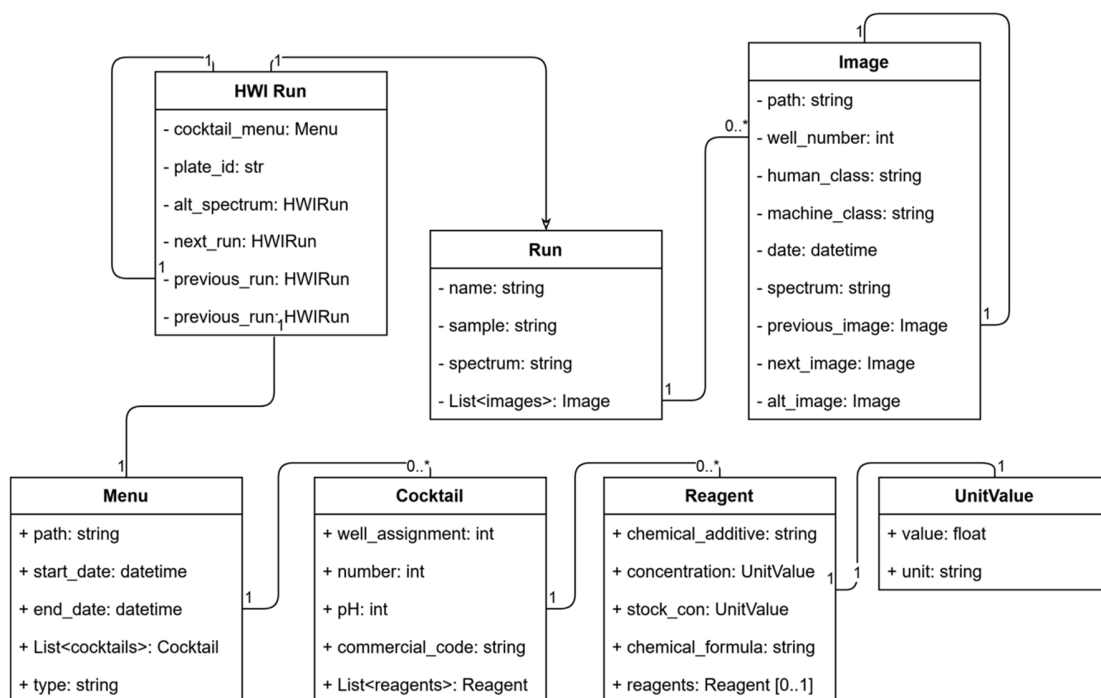 1
1
HWI Run
- cocktail_menu: Menu
- plate_id: str
- alt_spectrum: HWIRun
- next_run: HWIRun
- previous_run: HWIRun
- previous_run: HWIRun
1
1
Run
- name: string
- sample: string
- spectrum: string
- List<images>: Image
1
0..*
1
Image
- path: string
- well_number: int
- human_class: string
- machine_class: string
- date: datetime
- spectrum: string
- previous_image: Image
- next_image: Image
- alt_image: Image
1
1
Menu
+ path: string
+ start_date: datetime
+ end_date: datetime
+ List<cocktails>: Cocktail
+ type: string
1
0..*
Cocktail
+ well_assignment: int
+ number: int
+ pH: int
+ commercial_code: string
+ List<reagents>: Reagent
1
0..*
Reagent
+ chemical_additive: string
+ concentration: UnitValue
+ stock_con: UnitValue
+ chemical_formula: string
+ reagents: Reagent [0..1]
1
1
1
UnitValue
+ value: float
+ unit: string